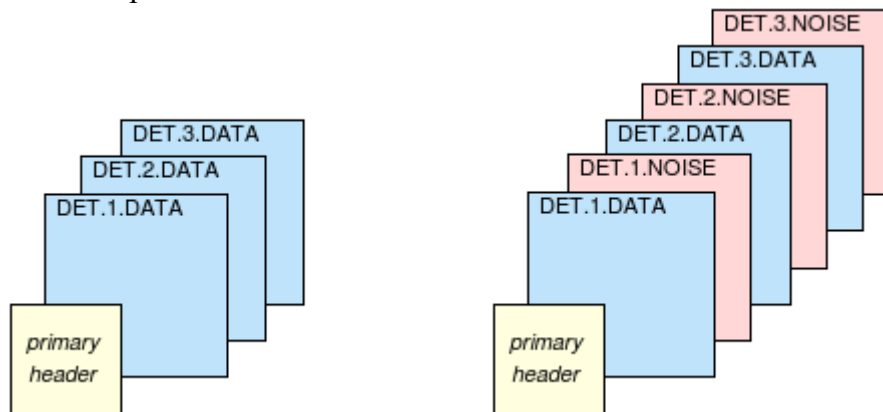 DET.3.DATA
DET.2.DATA
DET.1.DATA
primary
header
DET.3.NOISE
DET.3.DATA
DET.2.NOISE
DET.2.DATA
DET.1.NOISE
DET.1.DATA
primary
header